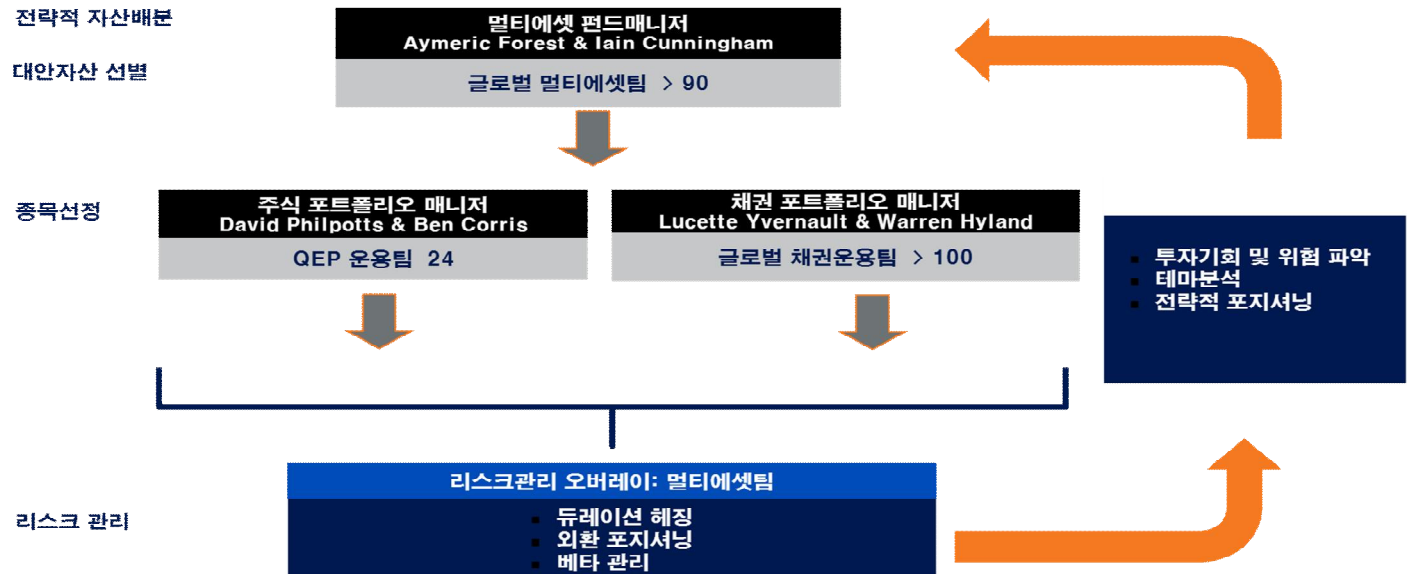 전략적 자산배분
대안자산 선별
멀티에셋 펀드매니저
Aymeric Forest & Iain Cunningham
글로벌 멀티에셋팀 > 90
종목선정
주식 포트폴리오 매니저
David Philpotts & Ben Corris
QEP 운용팀 24
채권 포트폴리오 매니저
Lucette Yvernault & Warren Hyland
글로벌 채권운용팀 > 100
투자기회 및 위험 파악
테마분석
전략적 포지셔닝
리스크 관리
리스크관리 오버레이: 멀티에셋팀
듀레이션 헤징
외환 포지셔닝
베타 관리